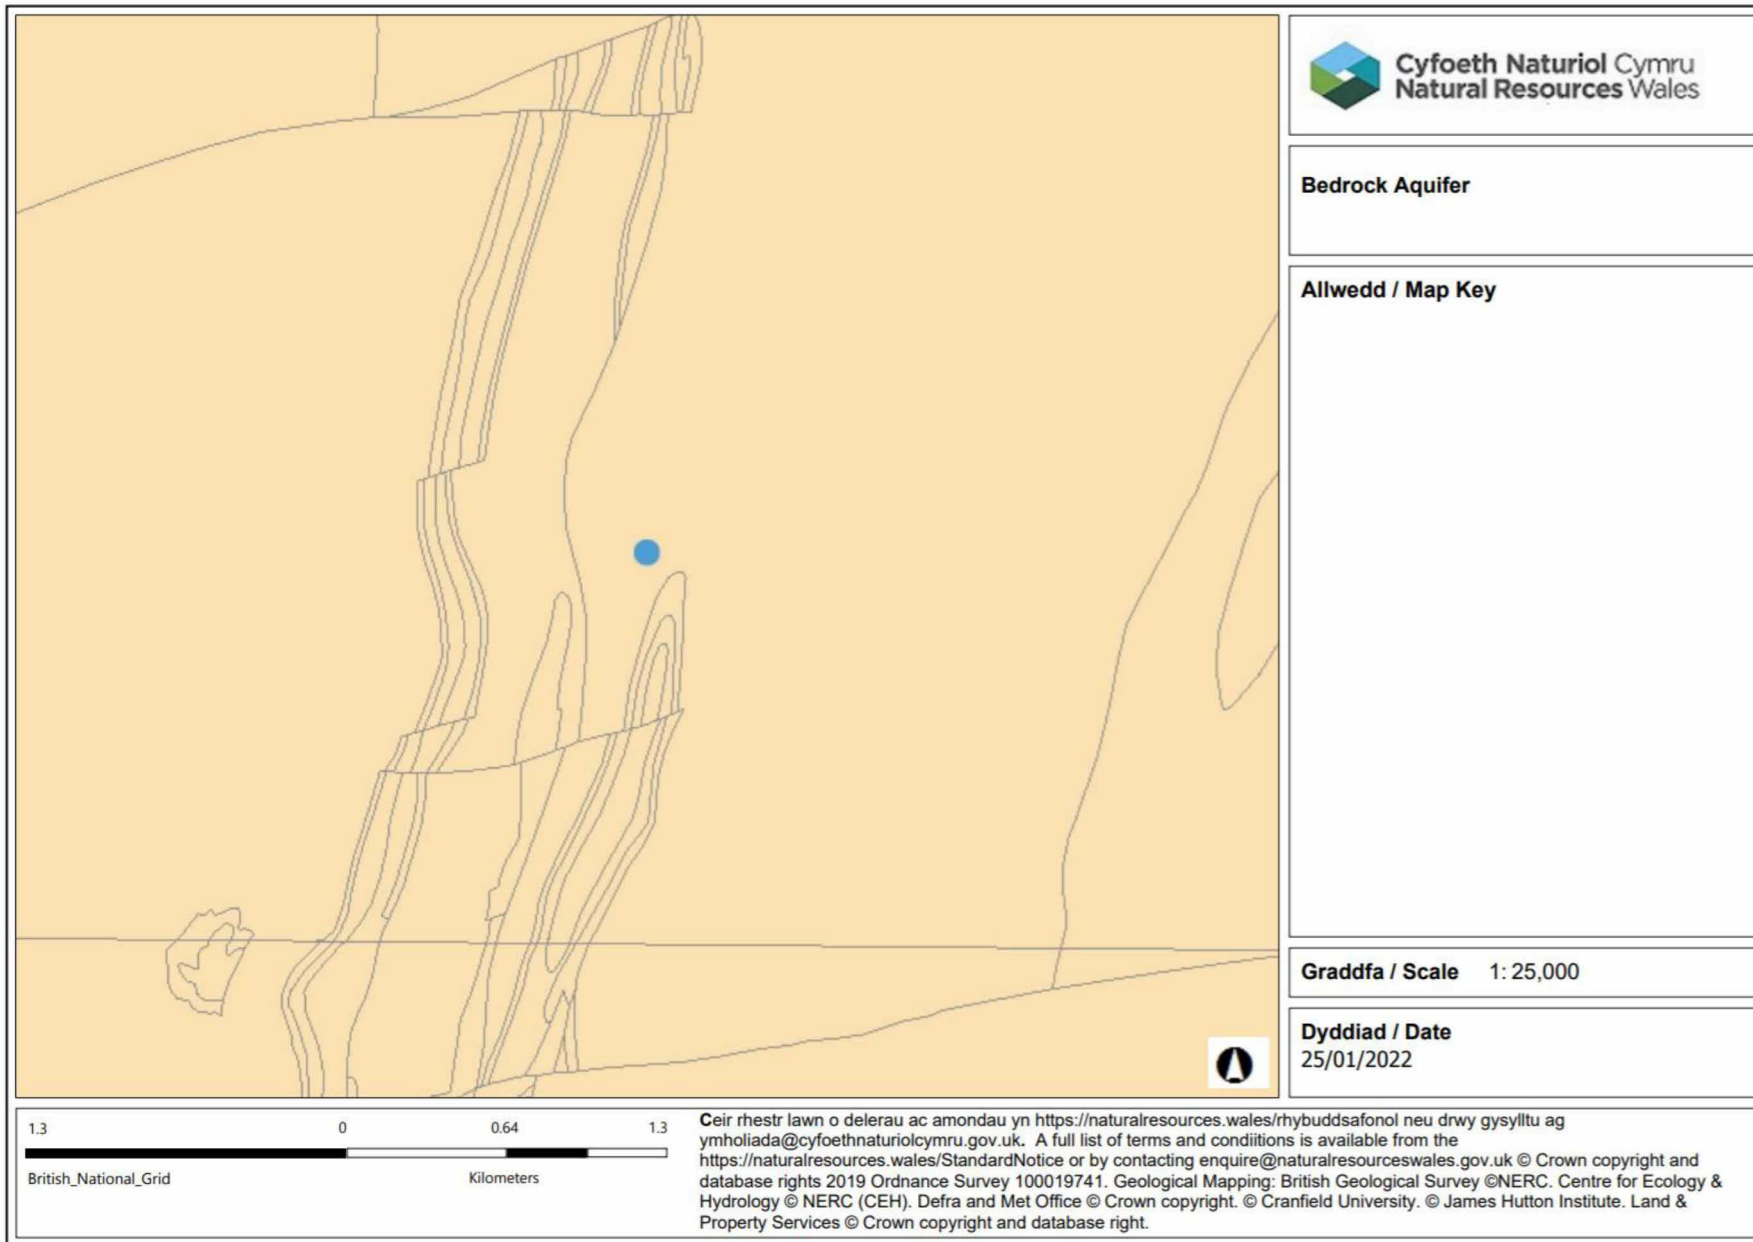 Cyfoeth Naturiol Cymru
Natural Resources Wales
Bedrock Aquifer
Allwedd / Map Key
Graddfa / Scale 1: 25,000
Dyddiad / Date
25/01/2022
1.3 0 0.64 1.3
British_National_Grid Kilometers
Ceir rhestr lawn o delerau ac amondau yn https://naturalresources.wales/rhybuddsafonol neu drwy gysylltu ag
ymholiada@cyfoethnaturiolcymru.gov.uk. A full list of terms and condiitions is available from the
https://naturalresources.wales/StandardNotice or by contacting enquire@naturalresourceswales.gov.uk © Crown copyright and
database rights 2019 Ordnance Survey 100019741. Geological Mapping: British Geological Survey ©NERC. Centre for Ecology &
Hydrology © NERC (CEH). Defra and Met Office © Crown copyright. © Cranfield University. © James Hutton Institute. Land &
Property Services © Crown copyright and database right.